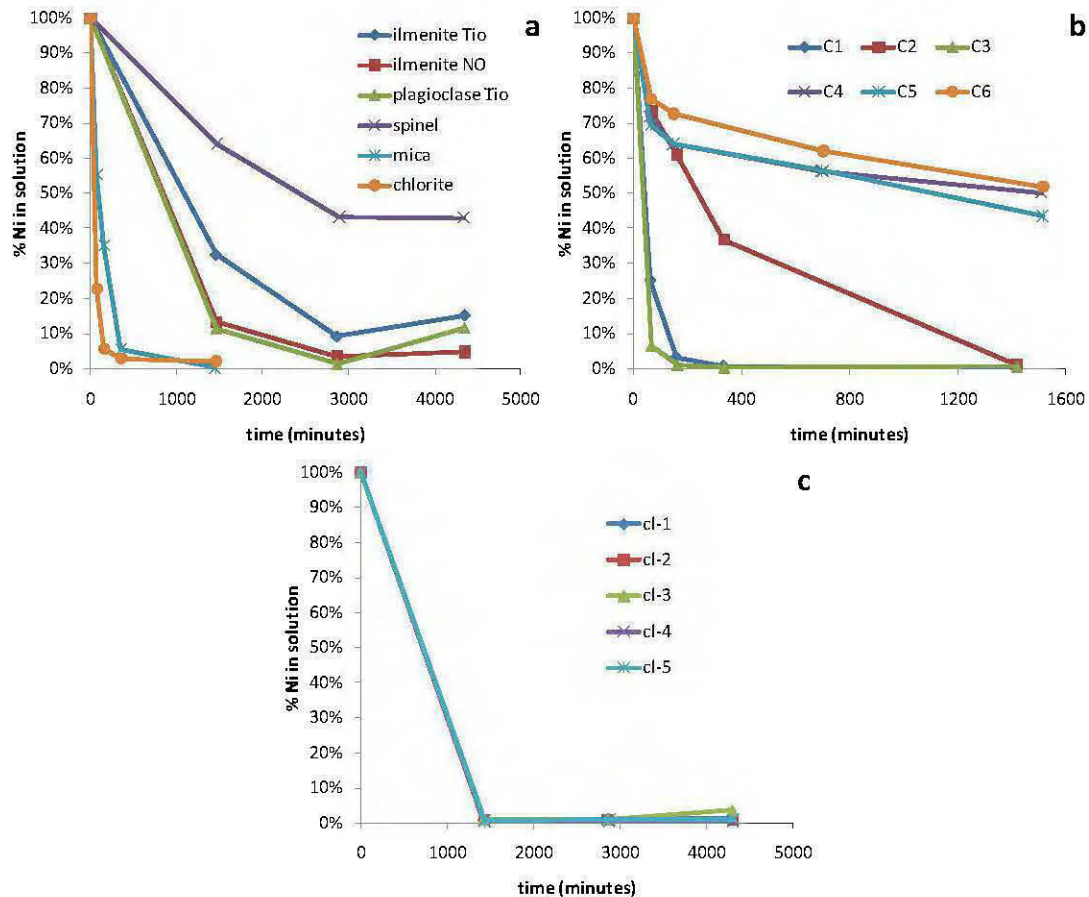 a
100%
90%
80%
70%
60%
50%
40%
30%
20%
10%
0%
% Ni in solution
0 1000 2000 3000 4000 5000
time (minutes)
ilmenite Tio
ilmenite NO
plagioclase Tio
spinel
mica
chlorite
b
100%
90%
80%
70%
60%
50%
40%
30%
20%
10%
0%
% Ni in solution
0 400 800 1200 1600
time (minutes)
C1 C2 C3
C4 C5 C6
c
100%
90%
80%
70%
60%
50%
40%
30%
20%
10%
0%
% Ni in solution
0 1000 2000 3000 4000 5000
time (minutes)
cl-1
cl-2
cl-3
cl-4
cl-5